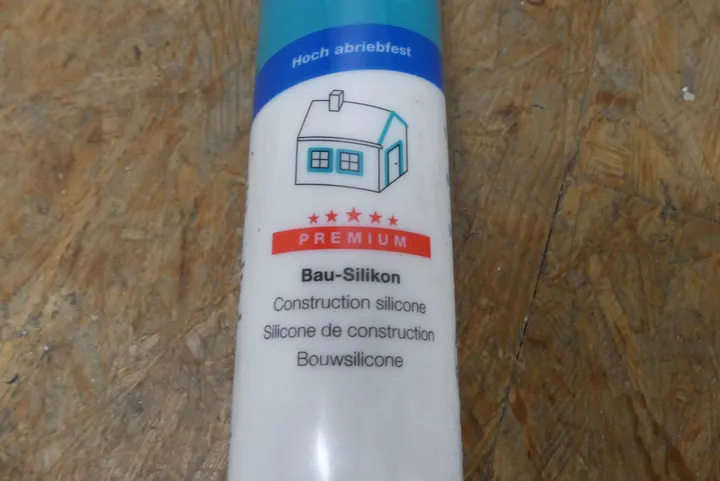 Hoch abriebfest
PREMIUM
Bau-Silikon
Construction silicone
Silicone de construction
Bouwsilicone